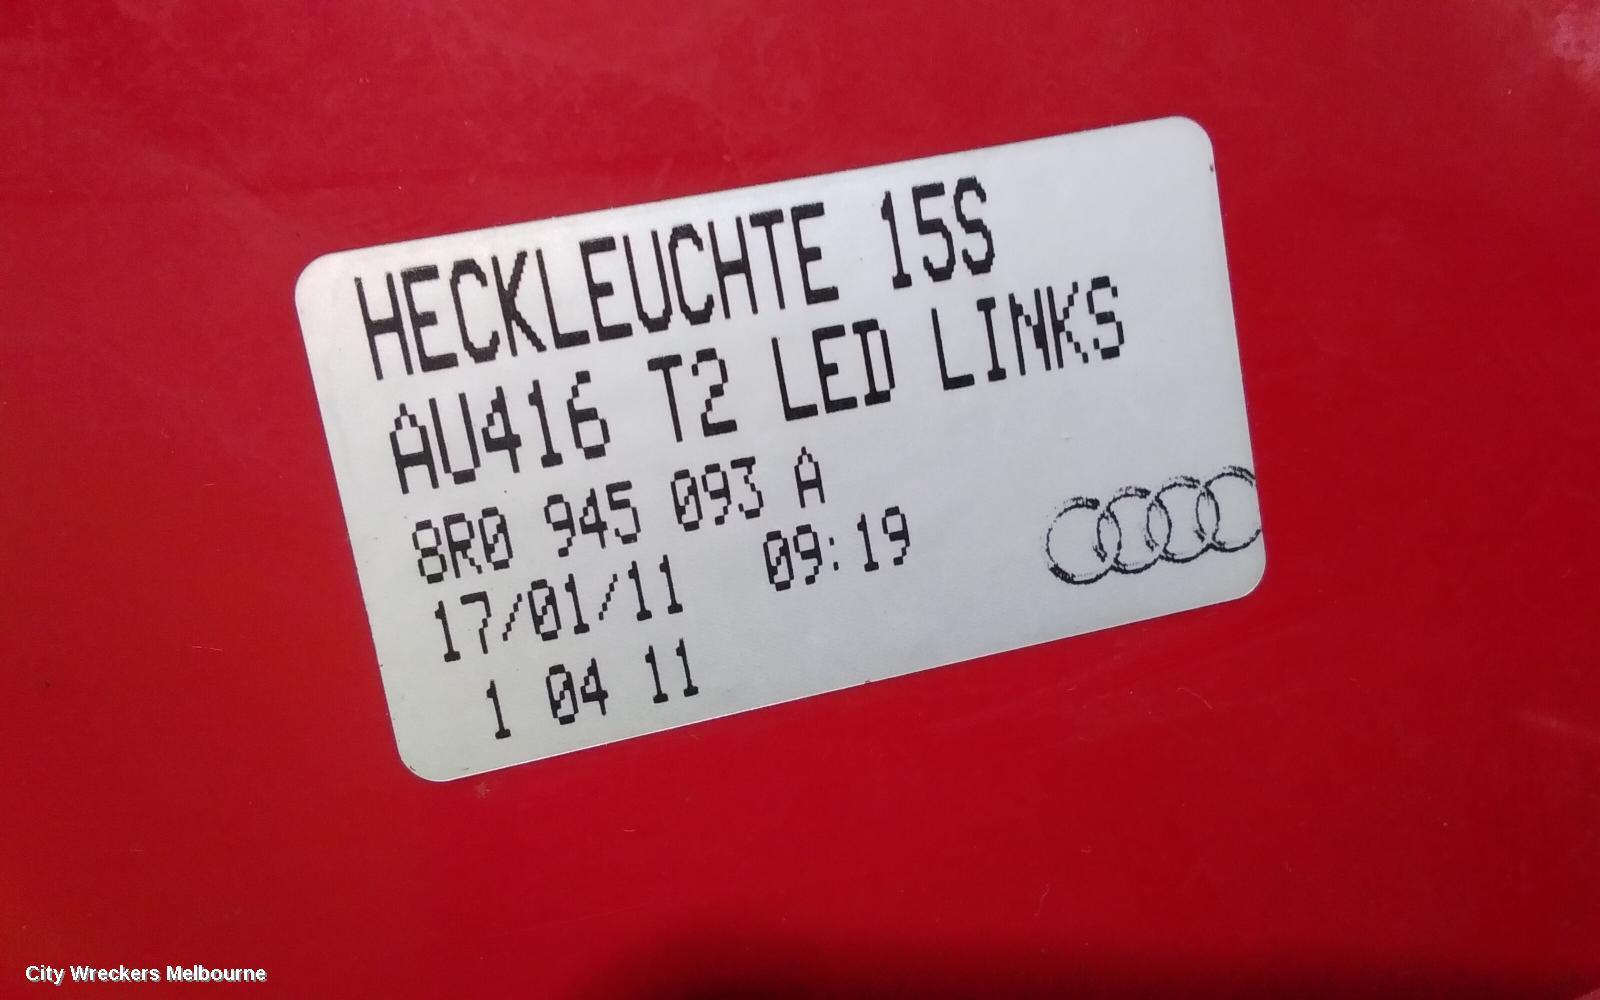 HECKLEUCHTE 15S
AU416 T2 LED LINKS
8R0 945 093 A
17/01/11 09:19
1 04 11
City Wreckers Melbourne